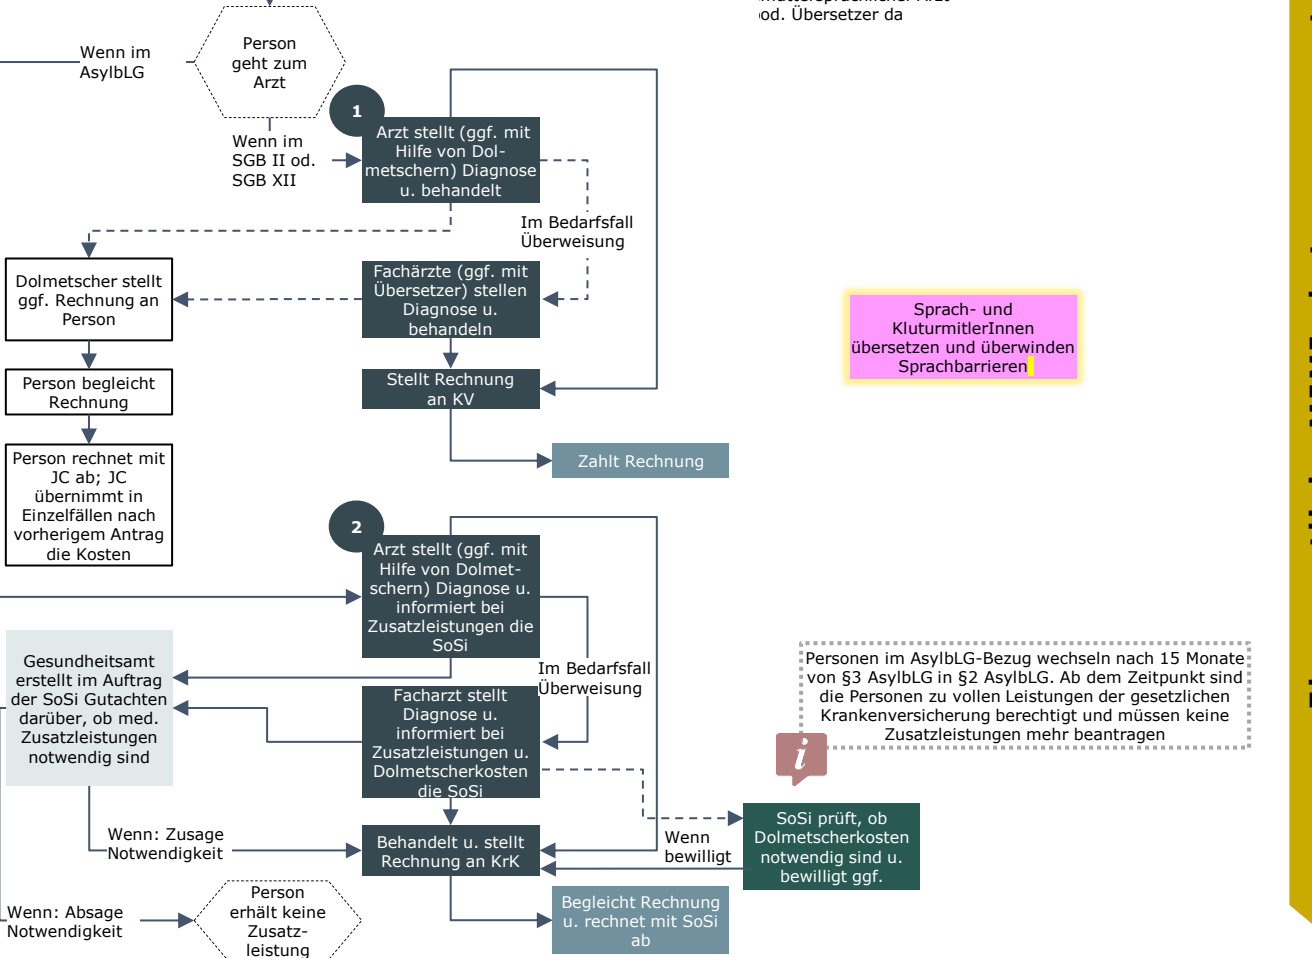 od. Übersetzer da
Wenn im
AsylbLG
Person
geht zum
Arzt
1
Wenn im
SGB II od.
SGB XII
Arzt stellt (ggf. mit
Hilfe von Dol-
metschern) Diagnose
u. behandelt
Im Bedarfsfall
Überweisung
Dolmetscher stellt
ggf. Rechnung an
Person
Fachärzte (ggf. mit
Übersetzer) stellen
Diagnose u.
behandeln
Sprach- und
KluturmitlerInnen
übersetzen und überwinden
Sprachbarrieren
Person begleicht
Rechnung
Stellt Rechnung
an KV
Person rechnet mit
JC ab; JC
übernimmt in
Einzelfällen nach
vorherigem Antrag
die Kosten
Zahlt Rechnung
2
Arzt stellt (ggf. mit
Hilfe von Dolmet-
schern) Diagnose u.
informiert bei
Zusatzleistungen die
SoSi
Gesundheitsamt
erstellt im Auftrag
der SoSi Gutachten
darüber, ob med.
Zusatzleistungen
notwendig sind
Im Bedarfsfall
Überweisung
Facharzt stellt
Diagnose u.
informiert bei
Zusatzleistungen u.
Dolmetscherkosten
die SoSi
Personen im AsylbLG-Bezug wechseln nach 15 Monate
von §3 AsylbLG in §2 AsylbLG. Ab dem Zeitpunkt sind
die Personen zu vollen Leistungen der gesetzlichen
Krankenversicherung berechtigt und müssen keine
Zusatzleistungen mehr beantragen
i
Wenn: Zusage
Notwendigkeit
Behandelt u. stellt
Rechnung an KrK
Wenn
bewilligt
SoSi prüft, ob
Dolmetscherkosten
notwendig sind u.
bewilligt ggf.
Wenn: Absage
Notwendigkeit
Person
erhält keine
Zusatz-
leistung
Begleicht Rechnung
u. rechnet mit SoSi
ab